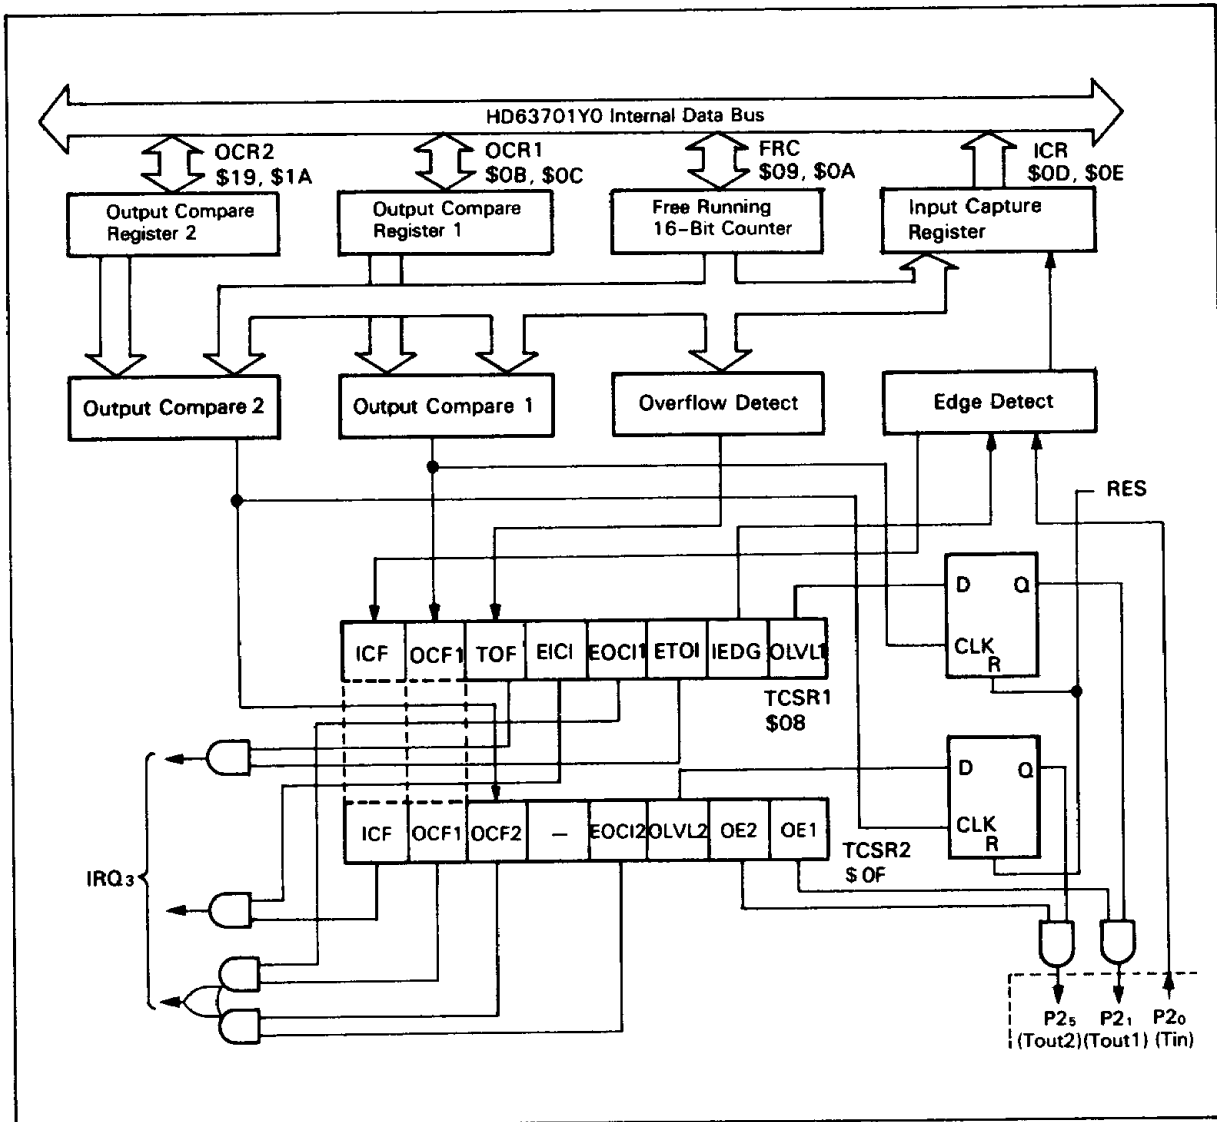 HD63701Y0 Internal Data Bus
OCR2
$19, $1A
OCR1
$0B, $0C
FRC
$09, $0A
ICR
$0D, $0E
Output Compare
Register 2
Output Compare
Register 1
Free Running
16-Bit Counter
Input Capture
Register
Output Compare 2
Output Compare 1
Overflow Detect
Edge Detect
RES
D Q
CLK
R
ICF OCF1 TOF EICI EOCI1 ETOI IEDG OLVL1
TCSR1
$08
D Q
CLK
R
ICF OCF1 OCF2 — EOCI2 OLVL2 OE2 OE1
TCSR2
$0F
IRQ3
P25 P21 P20
(Tout2) (Tout1) (Tin)